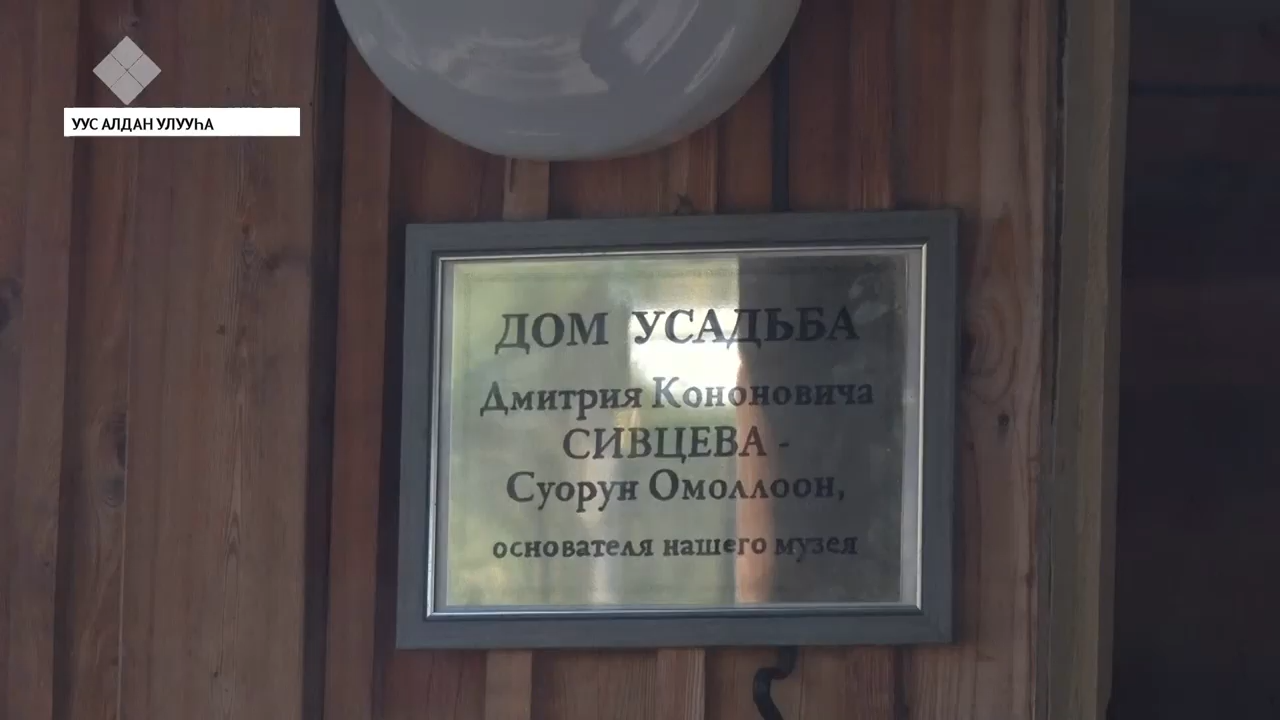 УУС АЛДАН УЛУУҺА
ДОМ УСАДЬБА
Дмитрия Кононовича
СИВЦЕВА -
Суорун Омоллоон,
основателя нашего музея